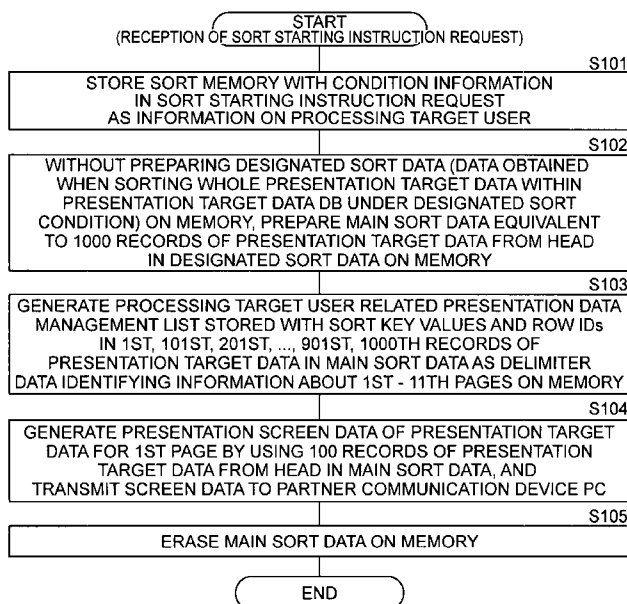 START
(RECEPTION OF SORT STARTING INSTRUCTION REQUEST)
S101
STORE SORT MEMORY WITH CONDITION INFORMATION
IN SORT STARTING INSTRUCTION REQUEST
AS INFORMATION ON PROCESSING TARGET USER
S102
WITHOUT PREPARING DESIGNATED SORT DATA (DATA OBTAINED
WHEN SORTING WHOLE PRESENTATION TARGET DATA WITHIN
PRESENTATION TARGET DATA DB UNDER DESIGNATED SORT
CONDITION) ON MEMORY, PREPARE MAIN SORT DATA EQUIVALENT
TO 1000 RECORDS OF PRESENTATION TARGET DATA FROM HEAD
IN DESIGNATED SORT DATA ON MEMORY
S103
GENERATE PROCESSING TARGET USER RELATED PRESENTATION DATA
MANAGEMENT LIST STORED WITH SORT KEY VALUES AND ROW IDs
IN 1ST, 101ST, 201ST, ..., 901ST, 1000TH RECORDS OF
PRESENTATION TARGET DATA IN MAIN SORT DATA AS DELIMITER
DATA IDENTIFYING INFORMATION ABOUT 1ST - 11TH PAGES ON MEMORY
S104
GENERATE PRESENTATION SCREEN DATA OF PRESENTATION TARGET
DATA FOR 1ST PAGE BY USING 100 RECORDS OF PRESENTATION
TARGET DATA FROM HEAD IN MAIN SORT DATA, AND
TRANSMIT SCREEN DATA TO PARTNER COMMUNICATION DEVICE PC
S105
ERASE MAIN SORT DATA ON MEMORY
END